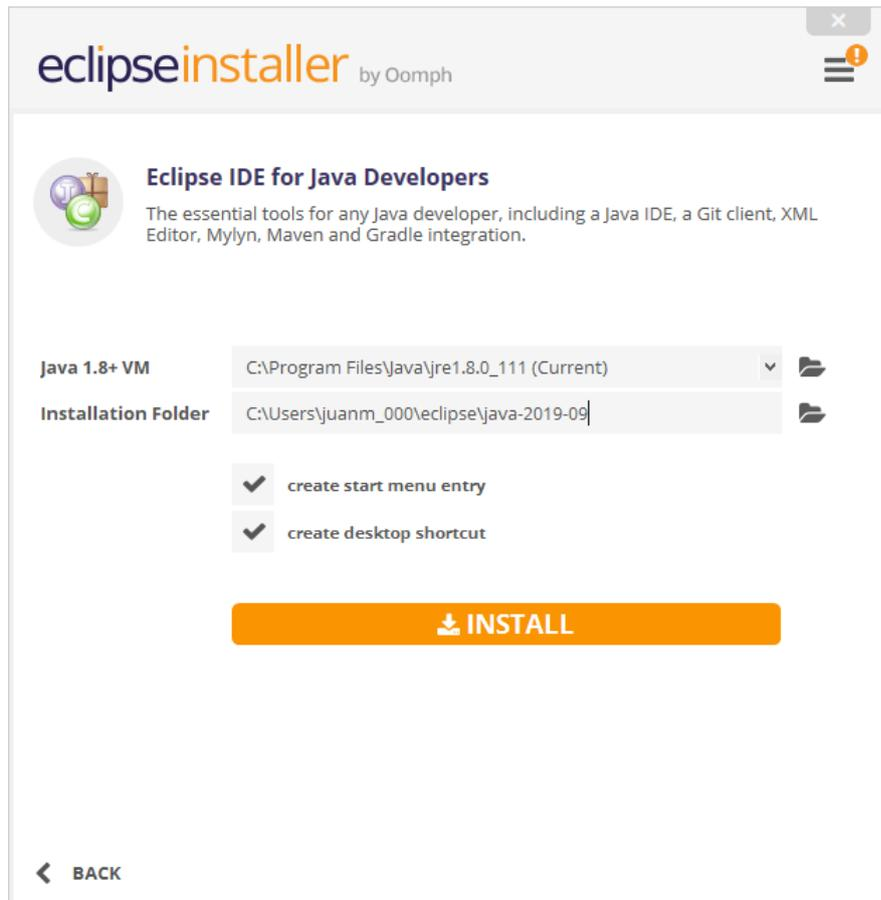 eclipseinstaller by Oomph
Eclipse IDE for Java Developers
The essential tools for any Java developer, including a Java IDE, a Git client, XML
Editor, Mylyn, Maven and Gradle integration.
Java 1.8+ VM C:\Program Files\Java\jre1.8.0_111 (Current)
Installation Folder C:\Users\juanm_000\eclipse\java-2019-09
create start menu entry
create desktop shortcut
INSTALL
BACK